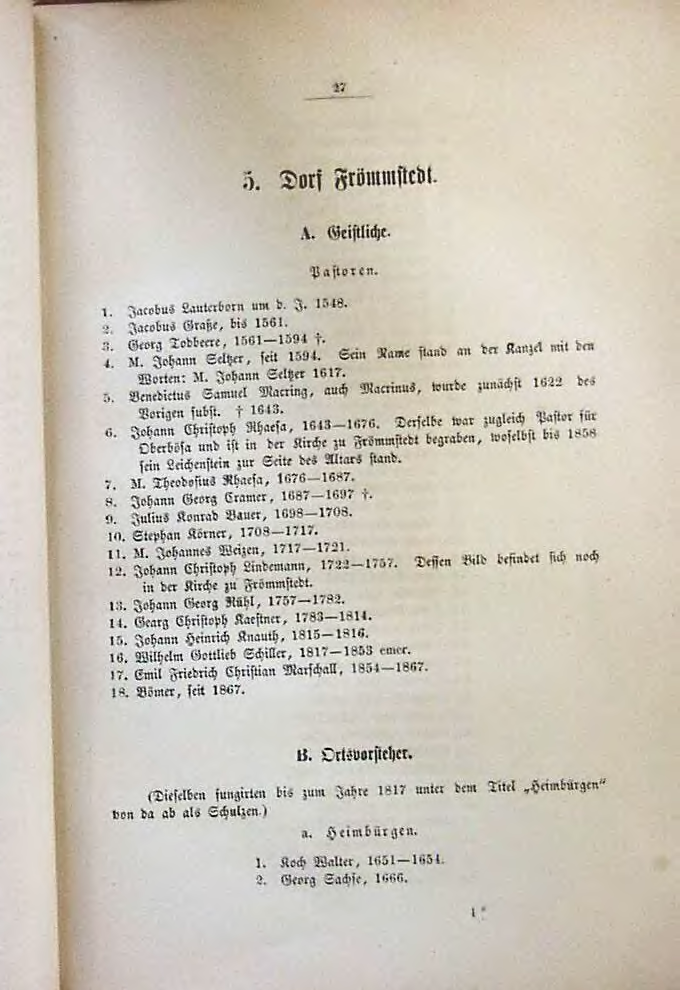 27
5. Dorf Frömmstedt.
A. Geistliche.
Pastoren.
1. Jacobus Lauterborn um d. J. 1548.
2. Jacobus Graße, bis 1561.
3. Georg Tobbeere, 1561—1594 †.
4. M. Johann Seltzer, seit 1594. Sein Name stand an der Kanzel mit den
Worten: M. Johann Seltzer 1617.
5. Benedictus Samuel Macring, auch Macrinus, wurde zunächst 1622 des
Vorigen subst. † 1643.
6. Johann Christoph Rhaesa, 1643—1676. Derselbe war zugleich Pastor für
Oberbösa und ist in der Kirche zu Frömmstedt begraben, woselbst bis 1858
sein Leichenstein zur Seite des Altars stand.
7. M. Theodosius Rhaesa, 1676—1687.
8. Johann Georg Cramer, 1687—1697 †.
9. Julius Konrad Bauer, 1698—1708.
10. Stephan Körner, 1708—1717.
11. M. Johannes Weizen, 1717—1721.
12. Johann Christoph Lindemann, 1722—1757. Dessen Bild befindet sich noch
in der Kirche zu Frömmstedt.
13. Johann Georg Rühl, 1757—1782.
14. Gearg Christoph Kaestner, 1783—1814.
15. Johann Heinrich Knauth, 1815—1816.
16. Wilhelm Gottlieb Schiller, 1817—1853 emer.
17. Emil Friedrich Christian Marschall, 1854—1867.
18. Bömer, seit 1867.
B. Ortsvorsteher.
(Dieselben fungirten bis zum Jahre 1817 unter dem Titel „Heimbürgen"
von da ab als Schulzen.)
a. Heimbürgen.
1. Koch Walter, 1651—1654.
2. Georg Sachse, 1666.
4*